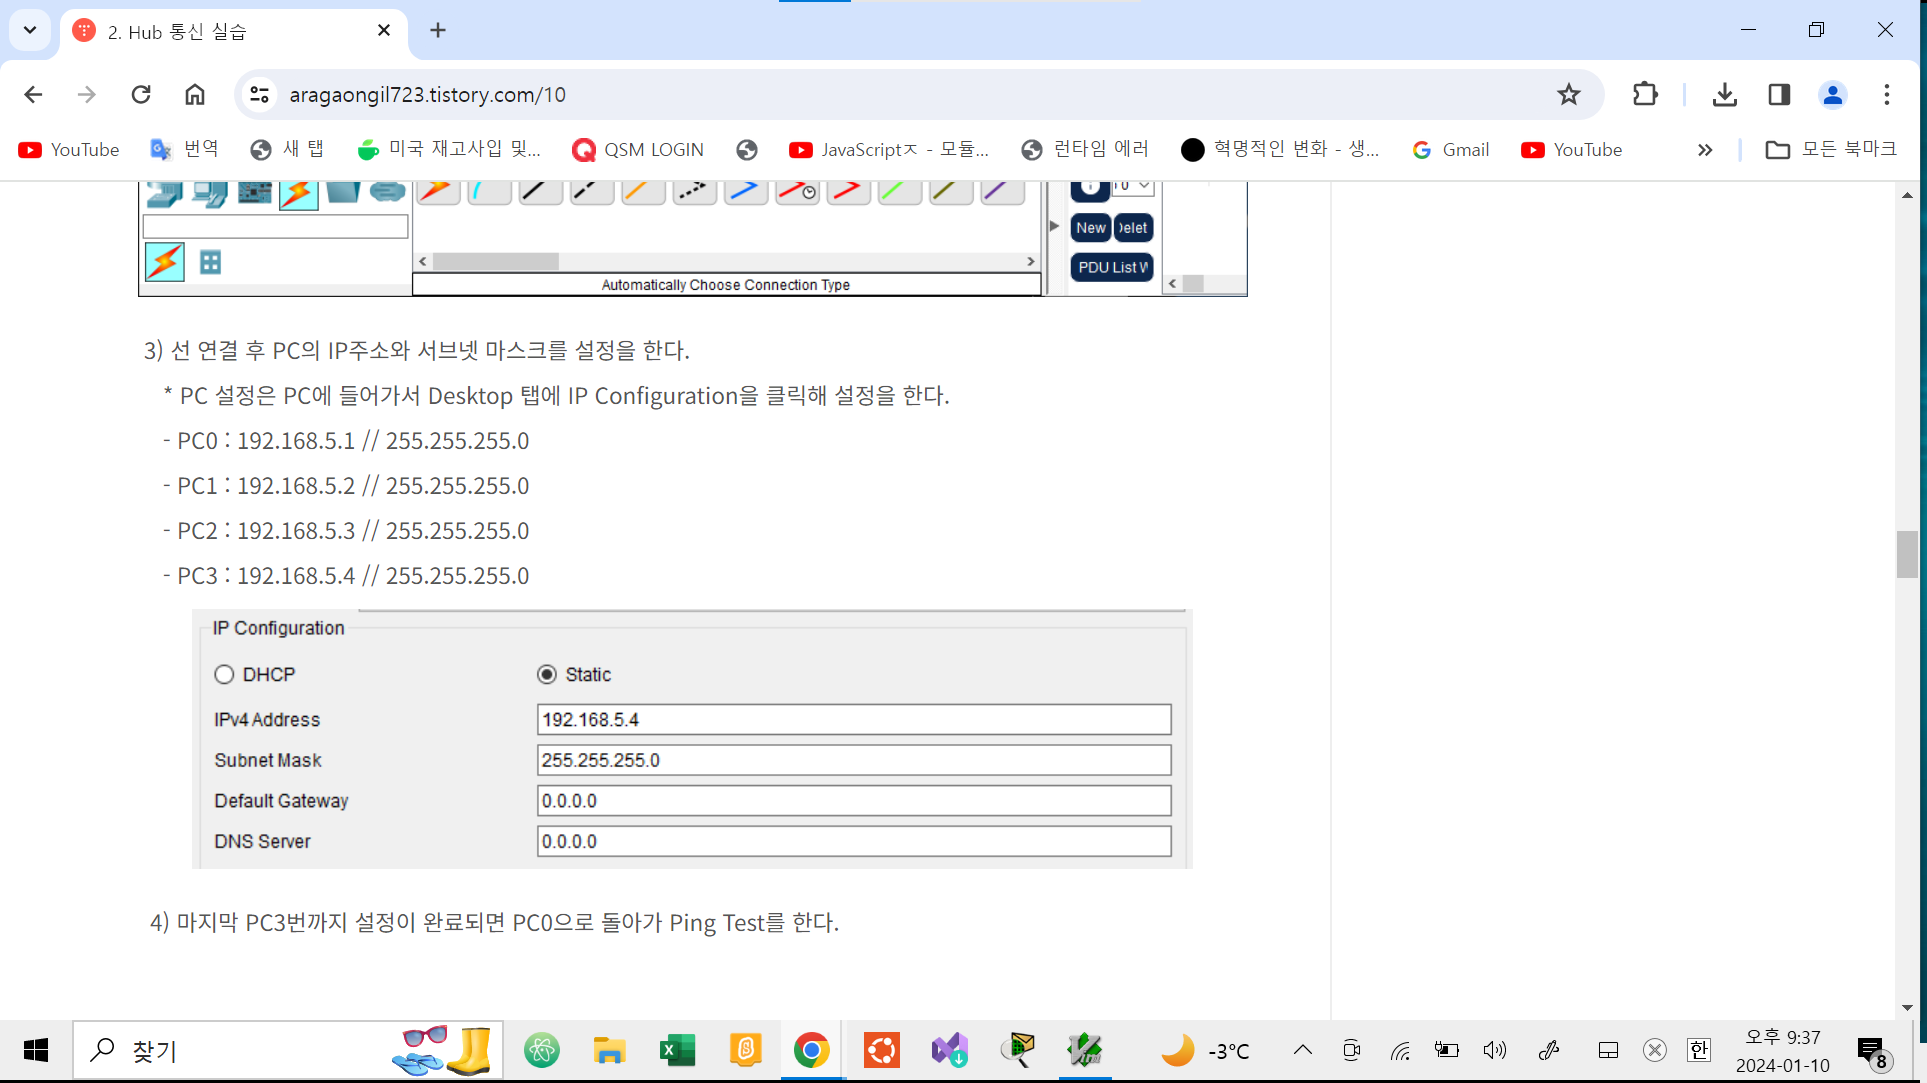 2. Hub 통신 실습
aragaongil723.tistory.com/10
YouTube
번역
새 탭
미국 재고사입 및...
QSM LOGIN
JavaScriptㅈ - 모듈...
런타임 에러
혁명적인 변화 - 생...
Gmail
YouTube
모든 북마크
New
PDU List W
Automatically Choose Connection Type
3) 선 연결 후 PC의 IP주소와 서브넷 마스크를 설정을 한다.
* PC 설정은 PC에 들어가서 Desktop 탭에 IP Configuration을 클릭해 설정을 한다.
- PC0 : 192.168.5.1 // 255.255.255.0
- PC1 : 192.168.5.2 // 255.255.255.0
- PC2 : 192.168.5.3 // 255.255.255.0
- PC3 : 192.168.5.4 // 255.255.255.0
IP Configuration
DHCP
Static
IPv4 Address
192.168.5.4
Subnet Mask
255.255.255.0
Default Gateway
0.0.0.0
DNS Server
0.0.0.0
4) 마지막 PC3번까지 설정이 완료되면 PC0으로 돌아가 Ping Test를 한다.
찾기
-3°C
한
오후 9:37
2024-01-10
8